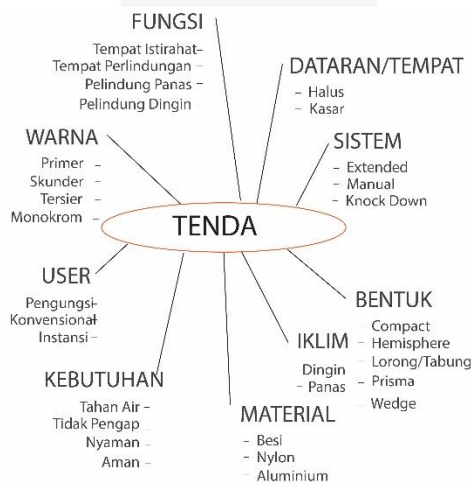 FUNGSI
Tempat Istirahat-
Tempat Perlindungan -
Pelindung Panas -
Pelindung Dingin -
DATARAN/TEMPAT
- Halus
- Kasar
WARNA
Primer -
Skunder -
Tersier -
Monokrom -
SISTEM
- Extended
- Manual
- Knock Down
TENDA
USER
Pengungsi-
Konvensional-
Instansi -
BENTUK
- Compact
- Hemisphere
- Lorong/Tabung
- Prisma
- Wedge
IKLIM
Dingin
- Panas
KEBUTUHAN
Tahan Air -
Tidak Pengap -
Nyaman -
Aman -
MATERIAL
- Besi
- Nylon
- Aluminium